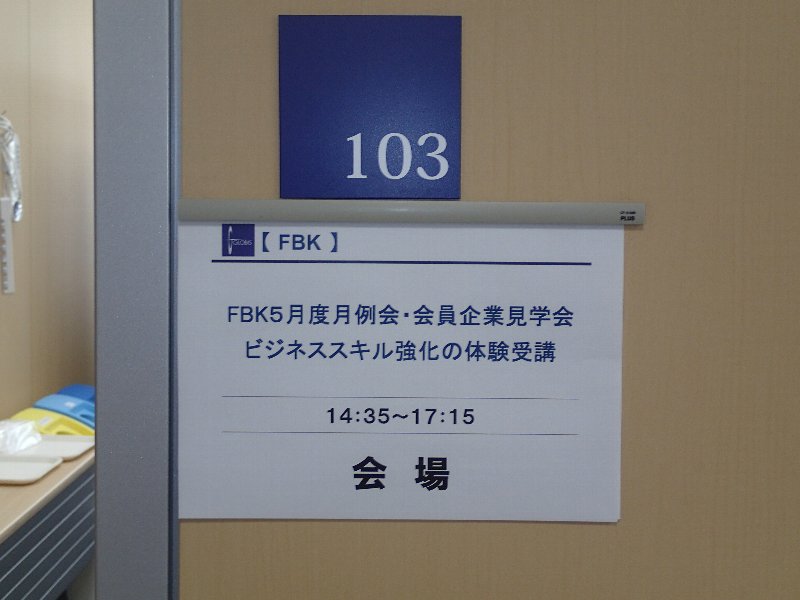 103
PLUS
GLOBIS
【 FBK 】
FBK5月度月例会・会員企業見学会
ビジネススキル強化の体験受講
14:35～17:15
会 場